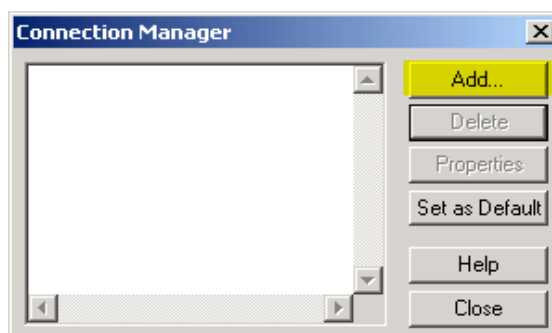 Connection Manager
Add...
Delete
Properties
Set as Default
Help
Close